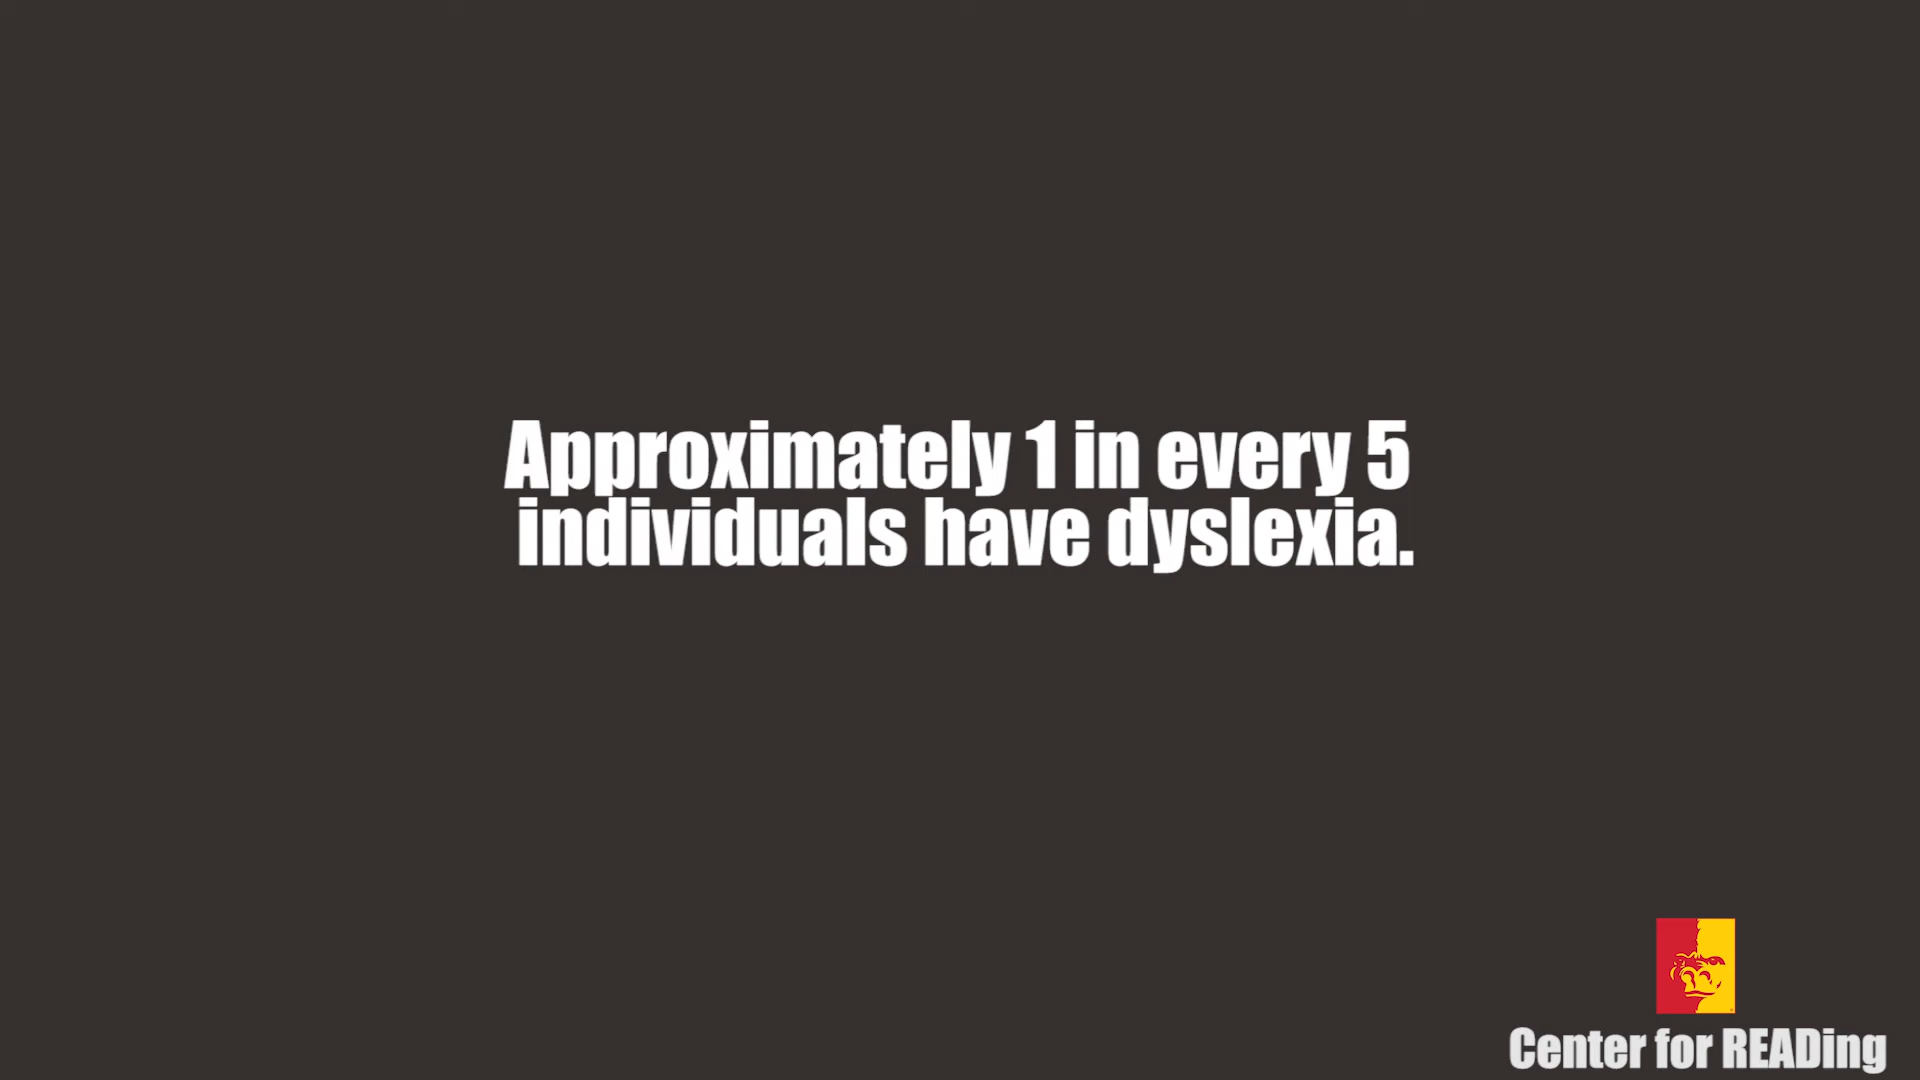 Approximately 1 in every 5
individuals have dyslexia.
Center for READing